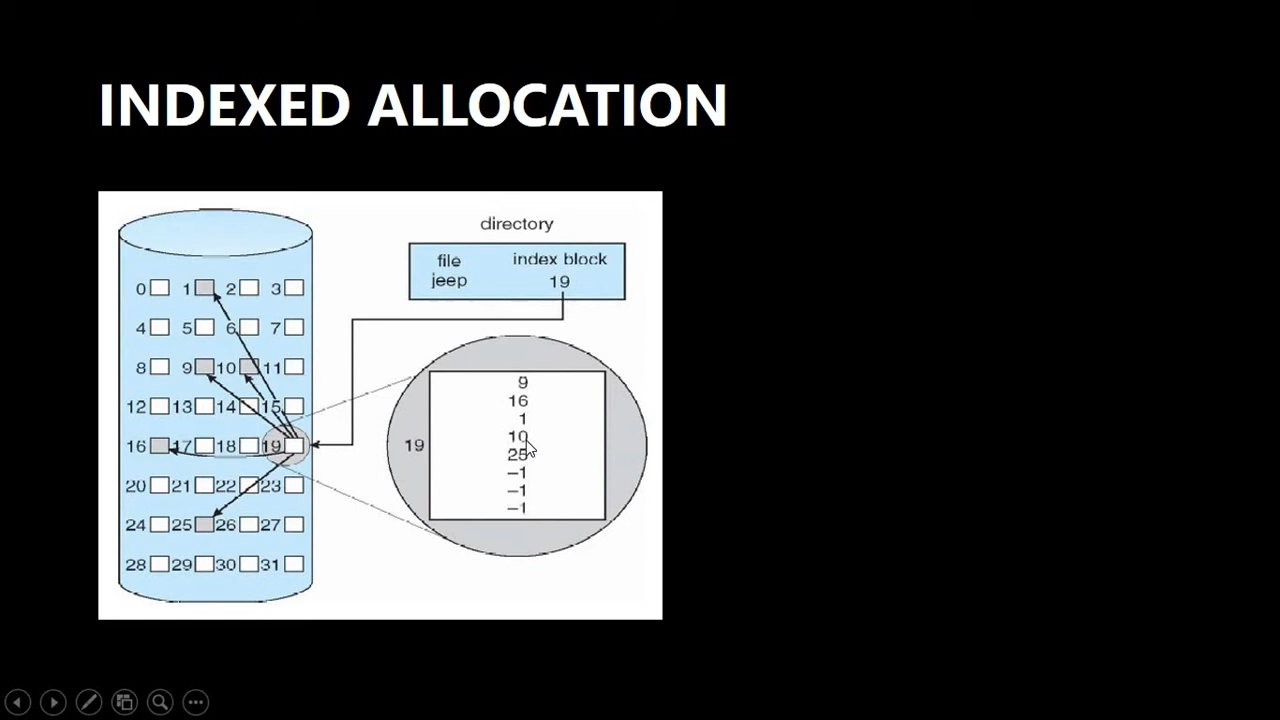 INDEXED ALLOCATION
directory
file index block
jeep 19
0 1 2 3
4 5 6 7
8 9 10 11
12 13 14 15
16 17 18 19
20 21 22 23
24 25 26 27
28 29 30 31
19
9
16
1
10
25
–1
–1
–1